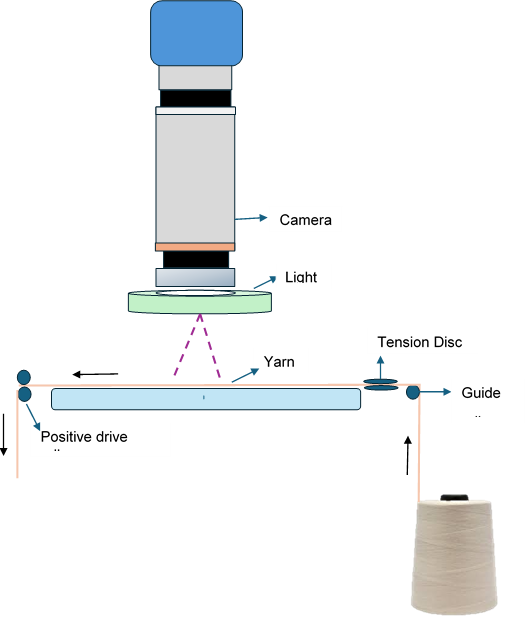 Camera
Light
Tension Disc
Yarn
Guide
Positive drive